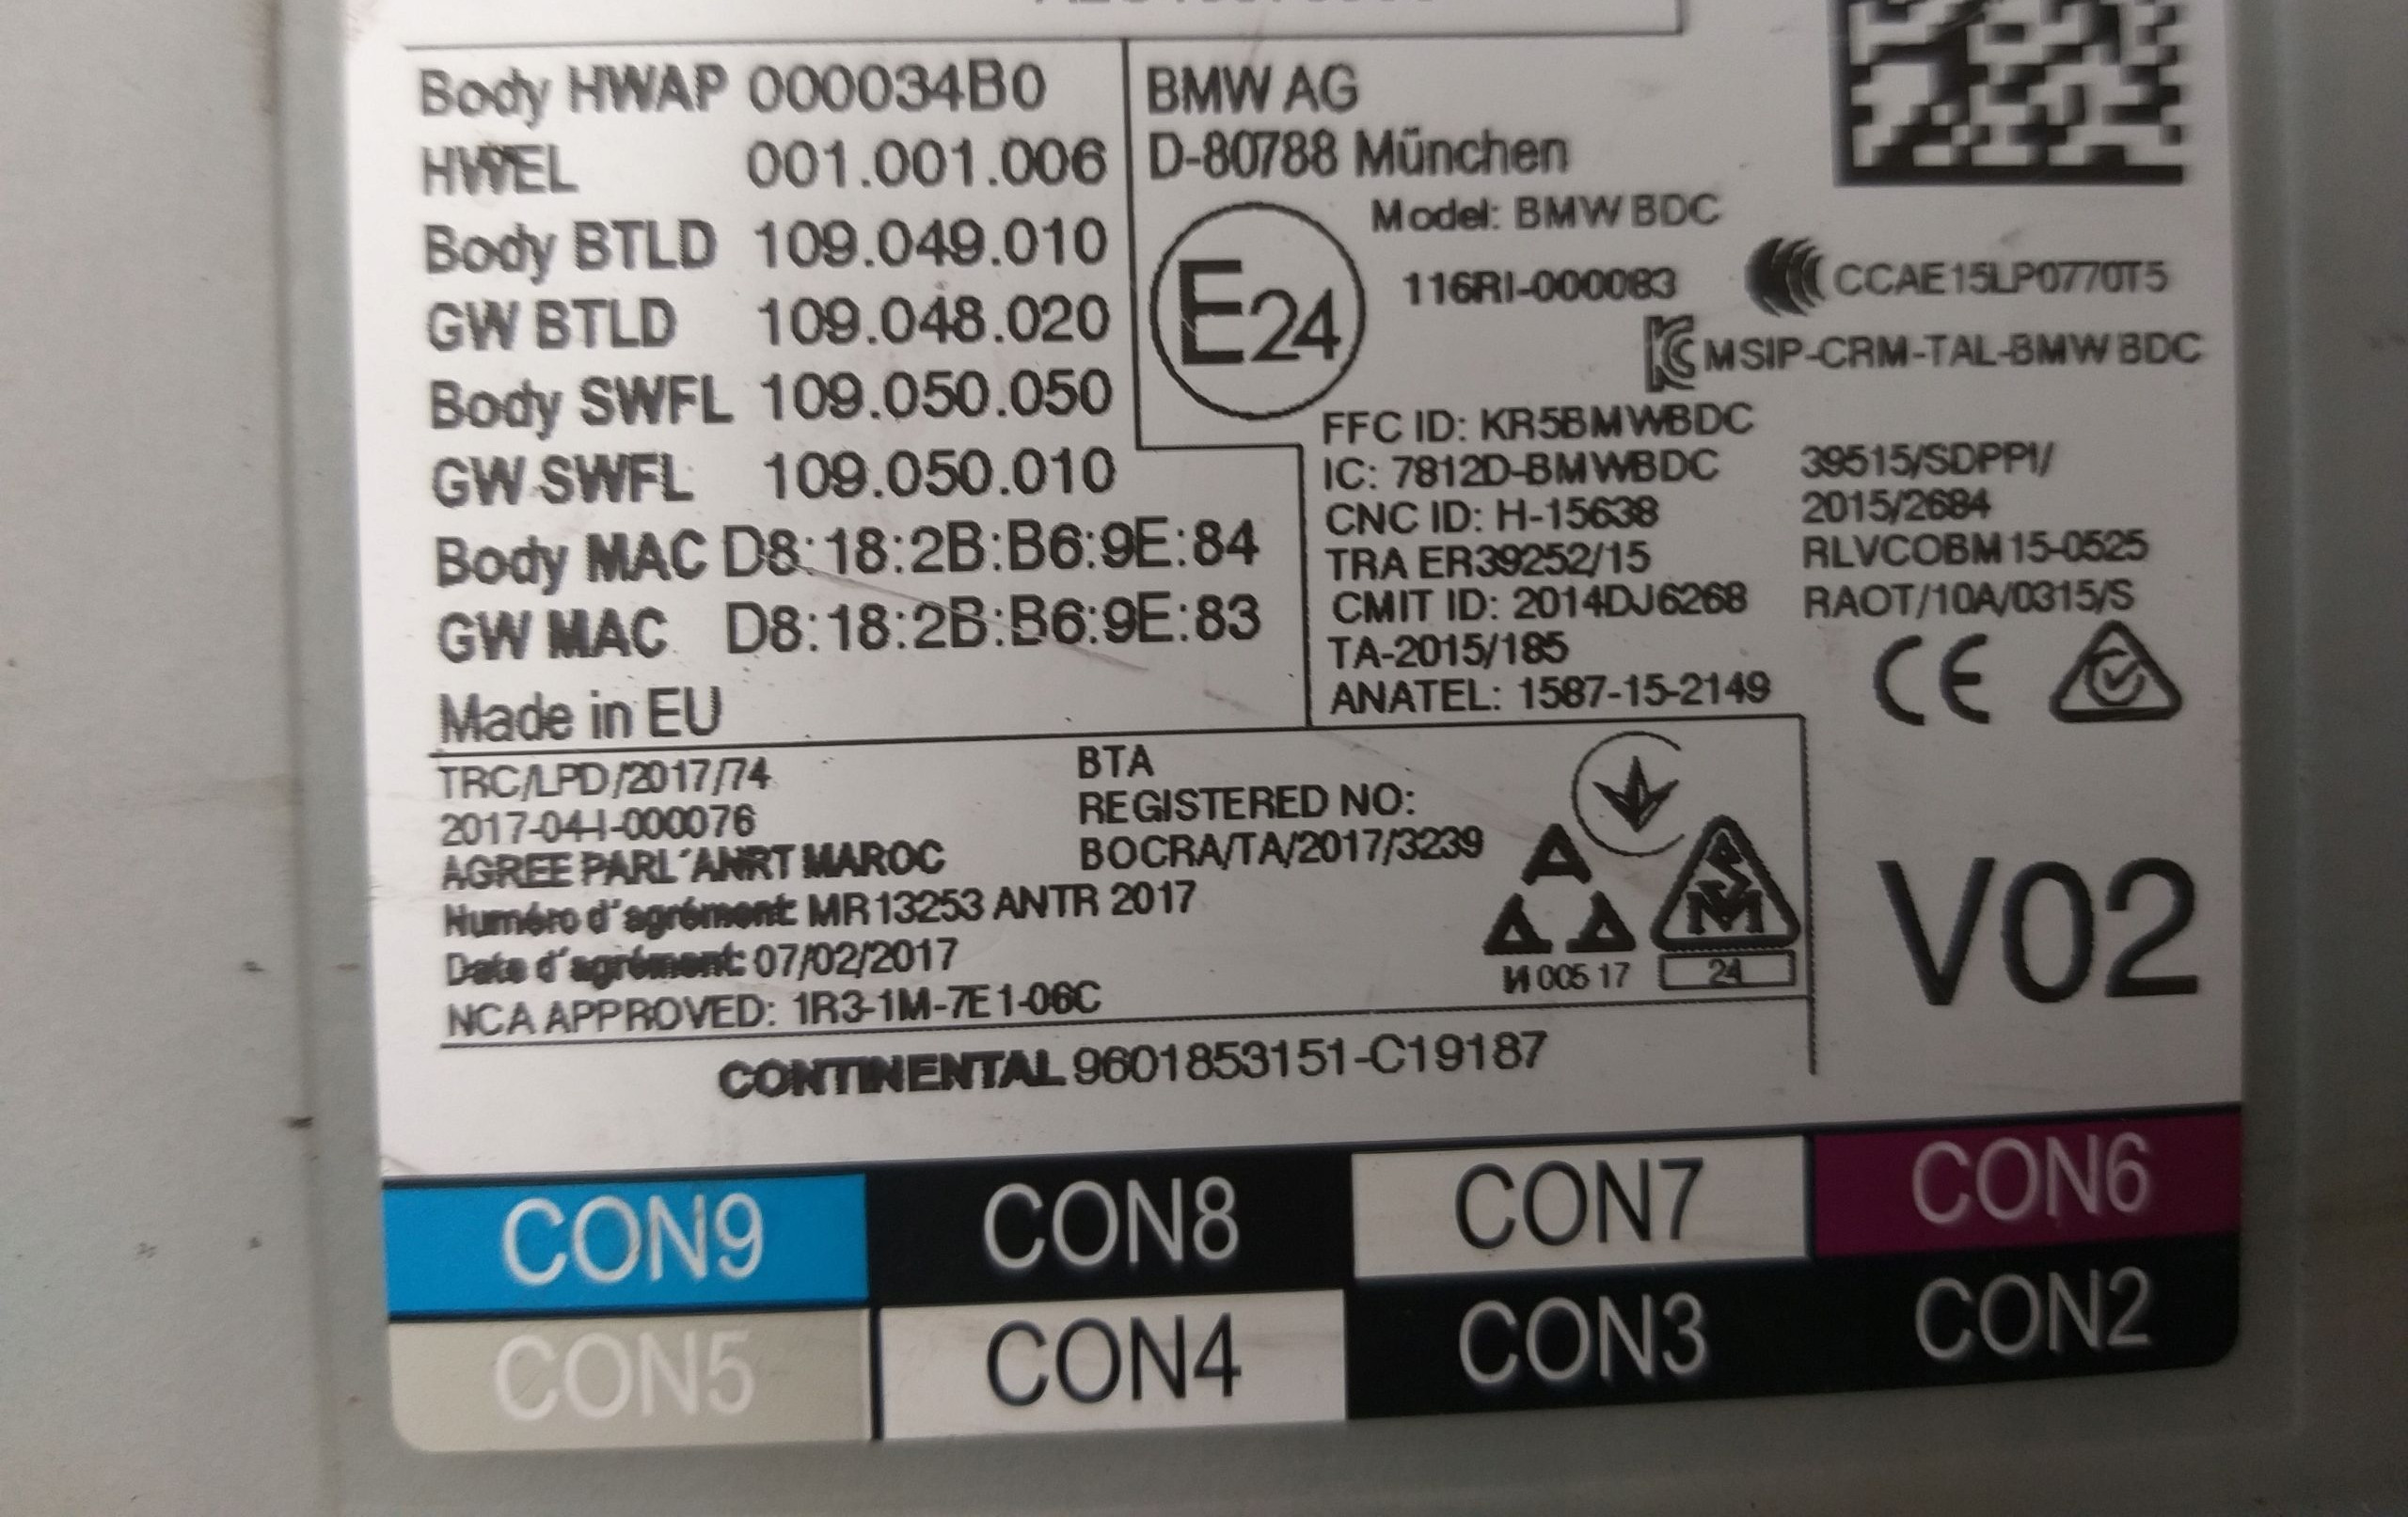 Body HWAP 000034B0
HWEL 001.001.006
Body BTLD 109.049.010
GW BTLD 109.048.020
Body SWFL 109.050.050
GW SWFL 109.050.010
Body MAC D8:18:2B:B6:9E:84
GW MAC D8:18:2B:B6:9E:83
Made in EU
BMW AG
D-80788 München
Model: BMW BDC
E24
116RI-000083
CCAE15LP0770T5
MSIP-CRM-TAL-BMW BDC
FFC ID: KR5BMWBDC
IC: 7812D-BMWBDC
CNC ID: H-15638
TRA ER39252/15
CMIT ID: 2014DJ6268
TA-2015/185
ANATEL: 1587-15-2149
39515/SDPPI/
2015/2684
RLVCOBM15-0525
RAOT/10A/0315/S
CE
TRC/LPD/2017/74
2017-04-I-000076
AGREE PAR L´ANRT MAROC
Numéro d´agrément: MR 13253 ANTR 2017
Date d´agrément: 07/02/2017
NCA APPROVED: 1R3-1M-7E1-06C
BTA
REGISTERED NO:
BOCRA/TA/2017/3239
И 005 17
SM
24
V02
CONTINENTAL 9601853151-C19187
CON9 CON8 CON7 CON6
CON5 CON4 CON3 CON2